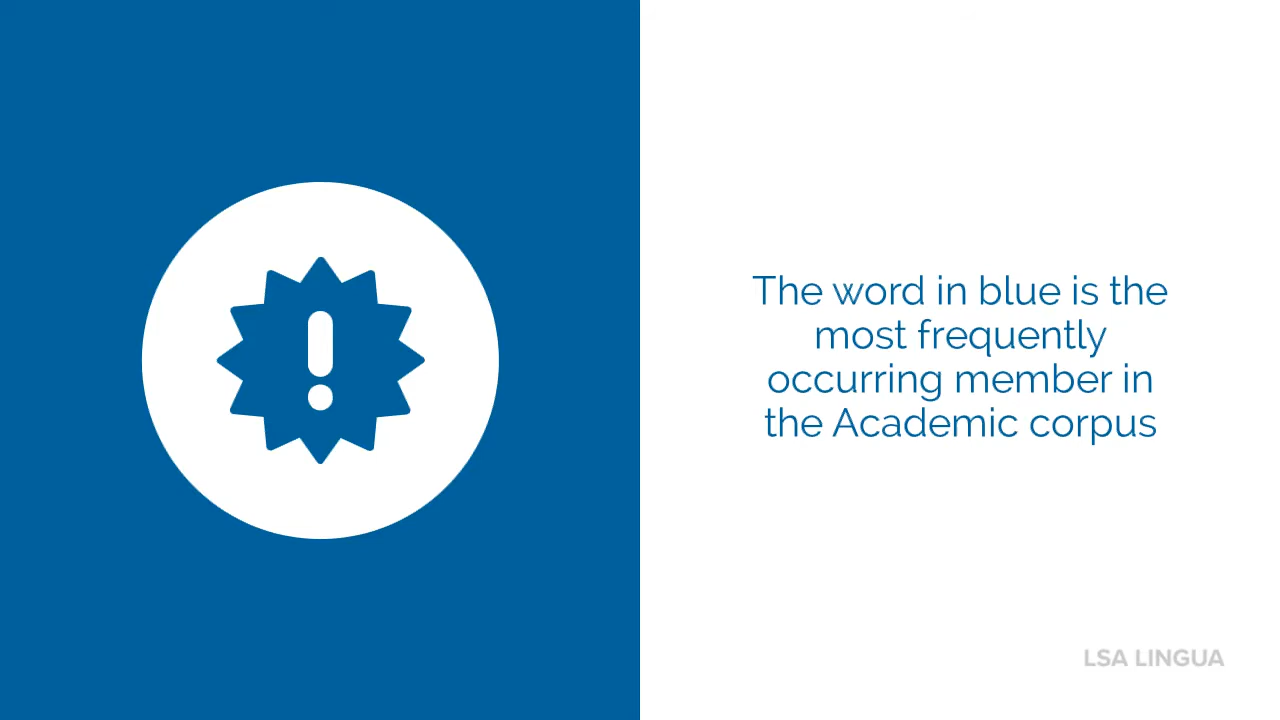 The word in blue is the
most frequently
occurring member in
the Academic corpus
LSA LINGUA